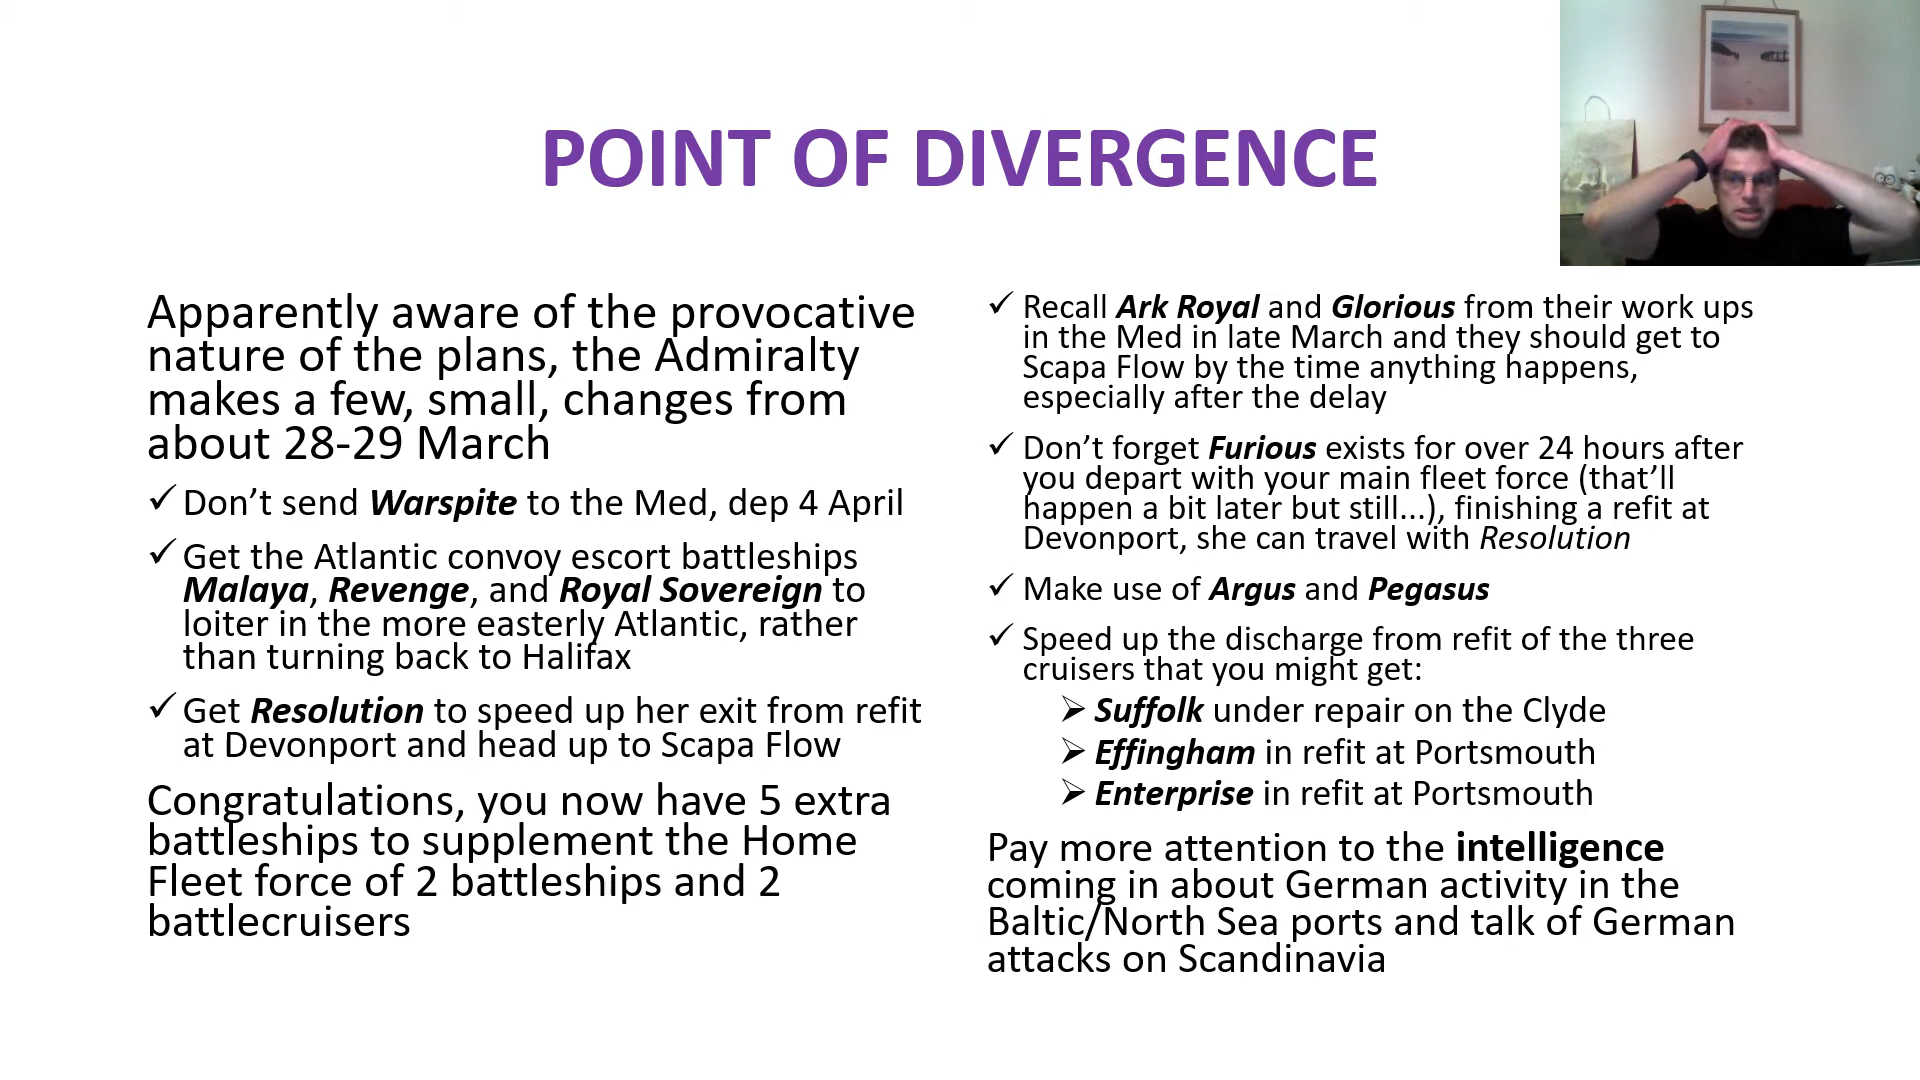 POINT OF DIVERGENCE
Apparently aware of the provocative
nature of the plans, the Admiralty
makes a few, small, changes from
about 28-29 March
✓ Don’t send Warspite to the Med, dep 4 April
✓ Get the Atlantic convoy escort battleships
Malaya, Revenge, and Royal Sovereign to
loiter in the more easterly Atlantic, rather
than turning back to Halifax
✓ Get Resolution to speed up her exit from refit
at Devonport and head up to Scapa Flow
Congratulations, you now have 5 extra
battleships to supplement the Home
Fleet force of 2 battleships and 2
battlecruisers
✓ Recall Ark Royal and Glorious from their work ups
in the Med in late March and they should get to
Scapa Flow by the time anything happens,
especially after the delay
✓ Don’t forget Furious exists for over 24 hours after
you depart with your main fleet force (that’ll
happen a bit later but still...), finishing a refit at
Devonport, she can travel with Resolution
✓ Make use of Argus and Pegasus
✓ Speed up the discharge from refit of the three
cruisers that you might get:
➢ Suffolk under repair on the Clyde
➢ Effingham in refit at Portsmouth
➢ Enterprise in refit at Portsmouth
Pay more attention to the intelligence
coming in about German activity in the
Baltic/North Sea ports and talk of German
attacks on Scandinavia